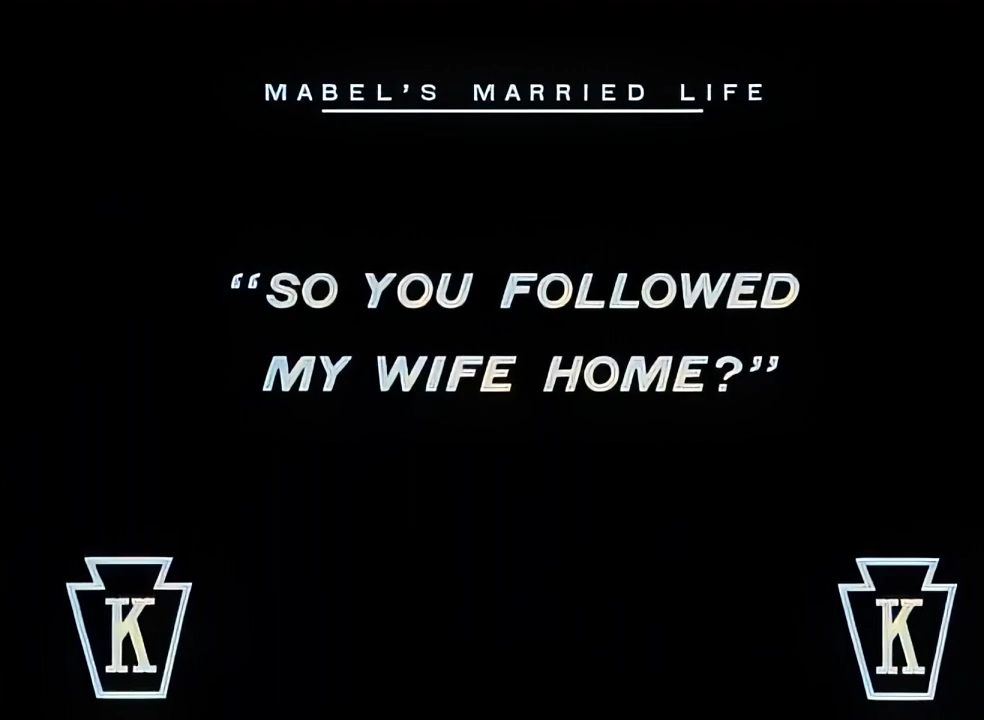 MABEL'S MARRIED LIFE
“SO YOU FOLLOWED
MY WIFE HOME?”
K K